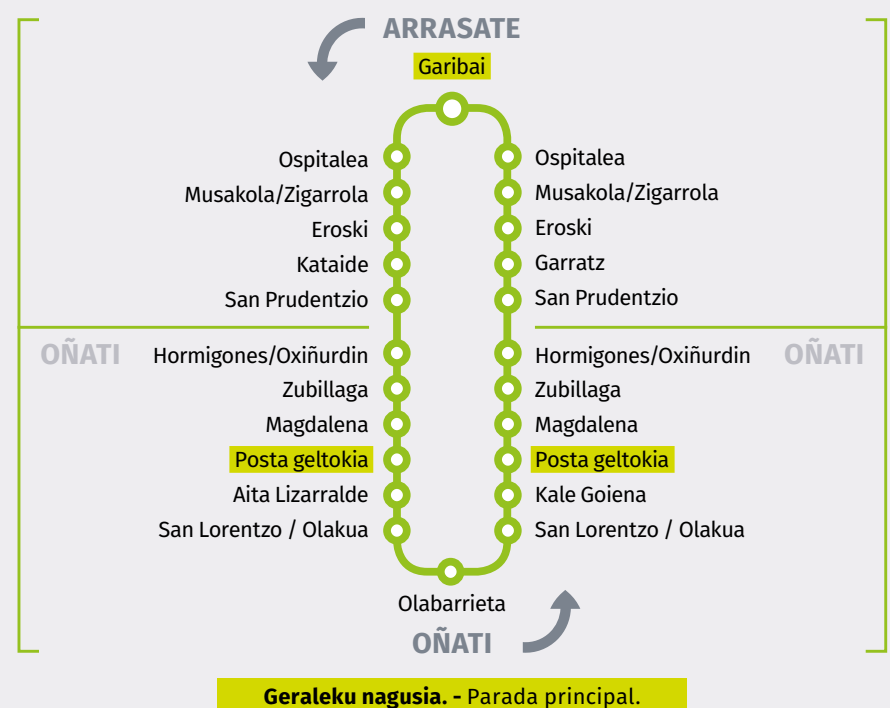 ARRASATE
Garibai
Ospitalea
Musakola/Zigarrola
Eroski
Kataide
San Prudentzio
OÑATI
Hormigones/Oxiñurdin
Zubillaga
Magdalena
Posta geltokia
Aita Lizarralde
San Lorentzo / Olakua
Ospitalea
Musakola/Zigarrola
Eroski
Garratz
San Prudentzio
Hormigones/Oxiñurdin
OÑATI
Zubillaga
Magdalena
Posta geltokia
Kale Goiena
San Lorentzo / Olakua
Olabarrieta
OÑATI
Geraleku nagusia. - Parada principal.